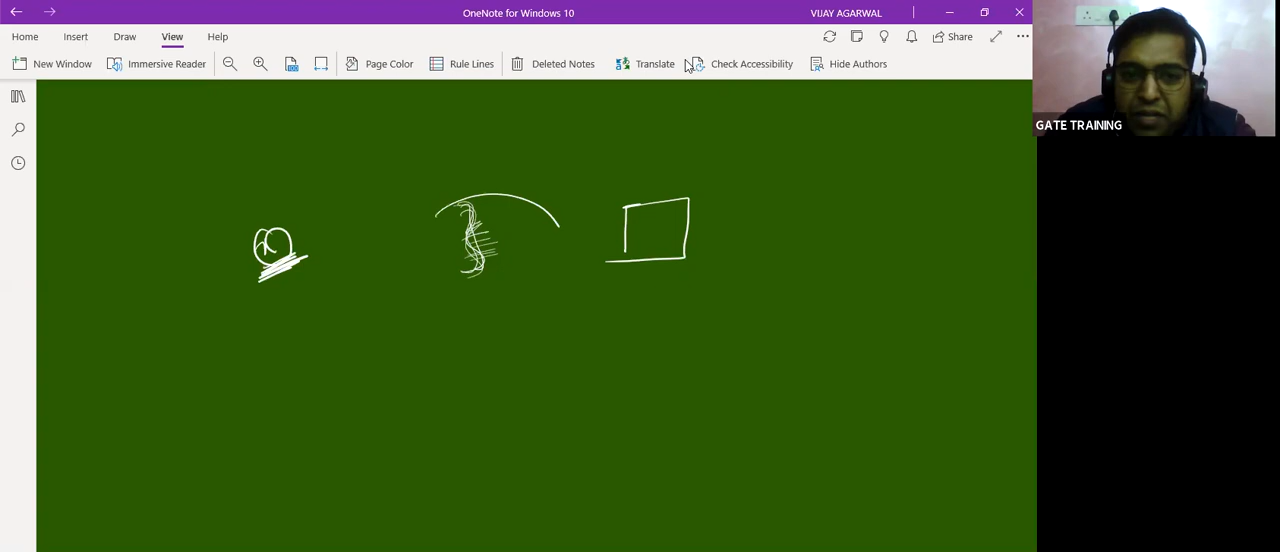 OneNote for Windows 10
VIJAY AGARWAL
Home Insert Draw View Help
Share
New Window Immersive Reader Page Color Rule Lines Deleted Notes Translate Check Accessibility Hide Authors
GATE TRAINING